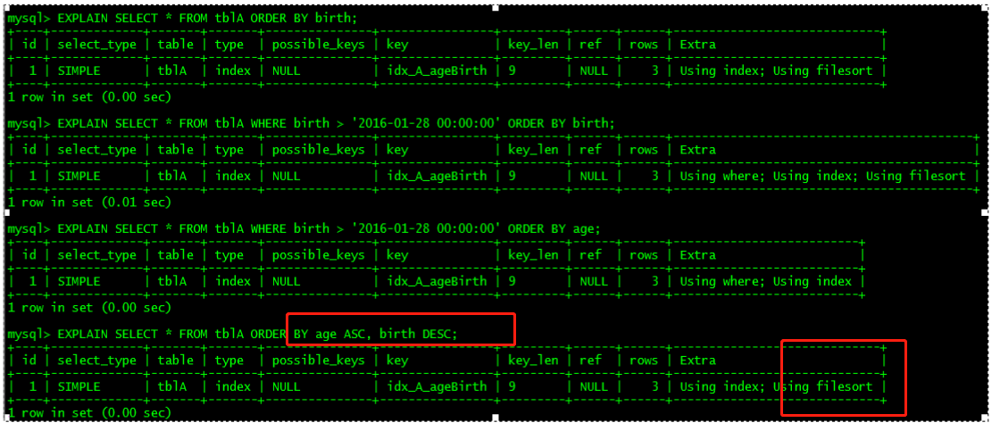 mysql> EXPLAIN SELECT * FROM tblA ORDER BY birth;
+----+-------------+-------+-------+---------------+--------------+---------+------+------+-----------------------------+
| id | select_type | table | type | possible_keys | key | key_len | ref | rows | Extra |
+----+-------------+-------+-------+---------------+--------------+---------+------+------+-----------------------------+
| 1 | SIMPLE | tblA | index | NULL | idx_A_ageBirth | 9 | NULL | 3 | Using index; Using filesort |
+----+-------------+-------+-------+---------------+--------------+---------+------+------+-----------------------------+
1 row in set (0.00 sec)
mysql> EXPLAIN SELECT * FROM tblA WHERE birth > '2016-01-28 00:00:00' ORDER BY birth;
| id | select_type | table | type | possible_keys | key | key_len | ref | rows | Extra |
| 1 | SIMPLE | tblA | index | NULL | idx_A_ageBirth | 9 | NULL | 3 | Using where; Using index; Using filesort |
1 row in set (0.01 sec)
mysql> EXPLAIN SELECT * FROM tblA WHERE birth > '2016-01-28 00:00:00' ORDER BY age;
| id | select_type | table | type | possible_keys | key | key_len | ref | rows | Extra |
| 1 | SIMPLE | tblA | index | NULL | idx_A_ageBirth | 9 | NULL | 3 | Using where; Using index |
1 row in set (0.00 sec)
mysql> EXPLAIN SELECT * FROM tblA ORDER BY age ASC, birth DESC;
| id | select_type | table | type | possible_keys | key | key_len | ref | rows | Extra |
| 1 | SIMPLE | tblA | index | NULL | idx_A_ageBirth | 9 | NULL | 3 | Using index; Using filesort |
1 row in set (0.00 sec)